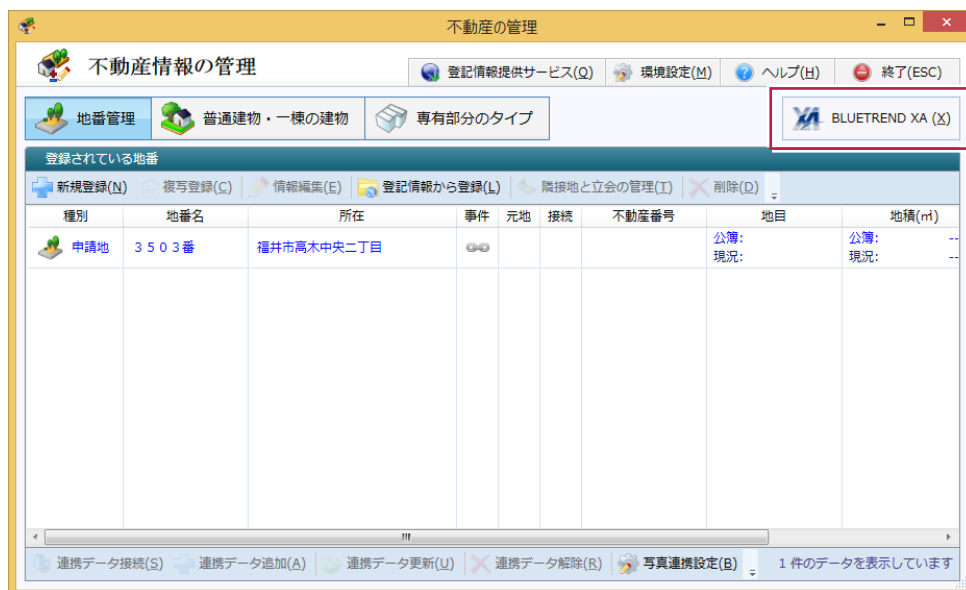 不動産の管理
不動産情報の管理
登記情報提供サービス(Q) 環境設定(M) ヘルプ(H) 終了(ESC)
地番管理 普通建物・一棟の建物 専有部分のタイプ BLUETREND XA (X)
登録されている地番
新規登録(N) 複写登録(C) 情報編集(E) 登記情報から登録(L) 隣接地と立会の管理(T) 削除(D)
種別 地番名 所在 事件 元地 接続 不動産番号 地目 地積(㎡)
申請地 3503番 福井市高木中央二丁目 公簿: 公簿: --
現況: 現況: --
連携データ接続(S) 連携データ追加(A) 連携データ更新(U) 連携データ解除(R) 写真連携設定(B) 1 件のデータを表示しています